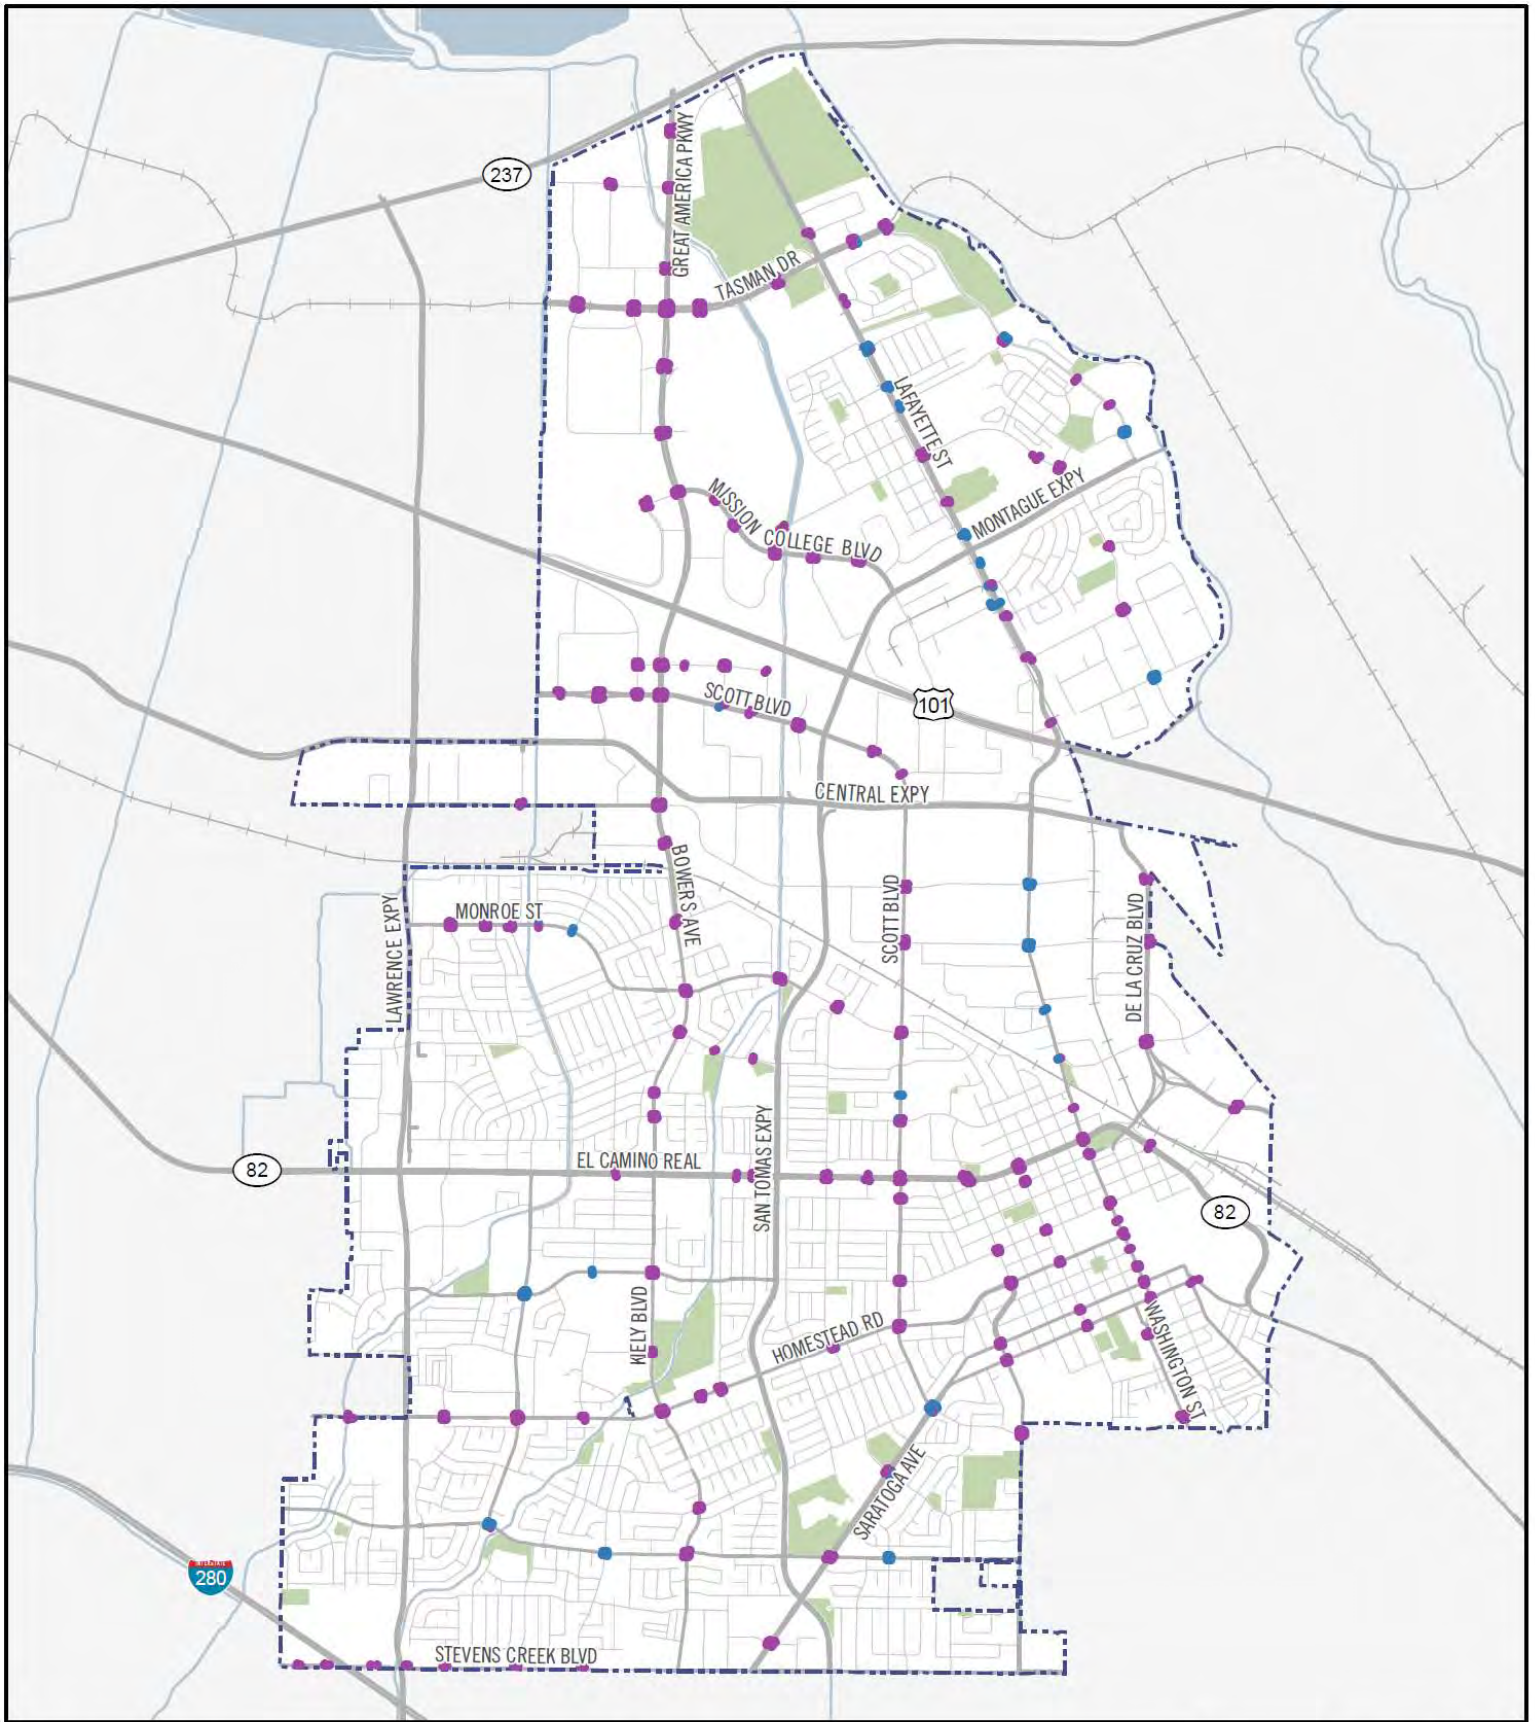 237
GREAT AMERICA PKWY
TASMAN DR
LAFAYETTE ST
MISSION COLLEGE BLVD
MONTAGUE EXPY
SCOTT BLVD
101
CENTRAL EXPY
BOWERS AVE
MONROE ST
LAWRENCE EXPY
SCOTT BLVD
DE LA CRUZ BLVD
SAN TOMAS EXPY
EL CAMINO REAL
82
82
KIELY BLVD
HOMESTEAD RD
WASHINGTON ST
SARATOGA AVE
280
STEVENS CREEK BLVD